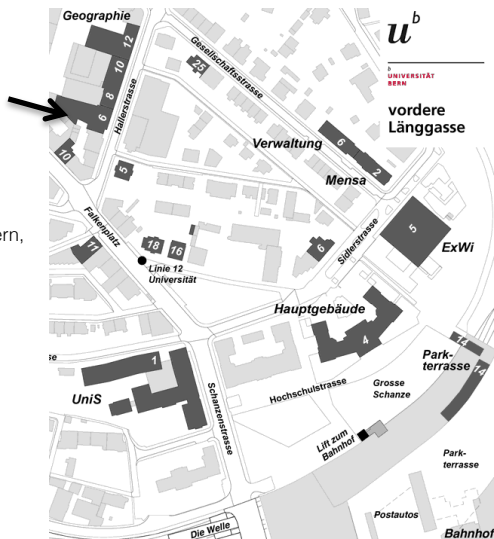 Geographie
12
10
8
6
10
Hallerstrasse
25
Gesellschaftsstrasse
u^b
b
UNIVERSITÄT
BERN
vordere
Länggasse
Verwaltung
6
2
Mensa
5
Falkenplatz
ern,
11
18
16
Linie 12
Universität
6
Sidlerstrasse
5
ExWi
Hauptgebäude
4
14
Park-
terrasse
14
se
1
UniS
Schanzenstrasse
Hochschulstrasse
Grosse
Schanze
Lift zum
Bahnhof
Park-
terrasse
Postautos
Die Welle
Bahnhof